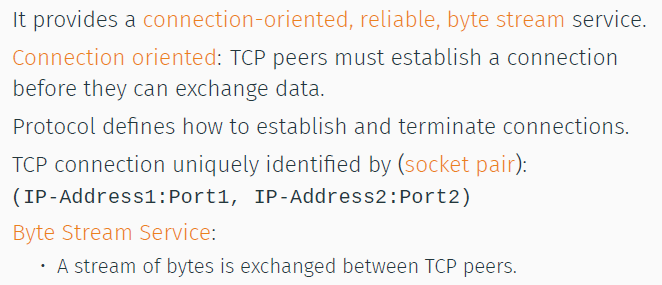 It provides a connection-oriented, reliable, byte stream service.
Connection oriented: TCP peers must establish a connection
before they can exchange data.
Protocol defines how to establish and terminate connections.
TCP connection uniquely identified by (socket pair):
(IP-Address1:Port1, IP-Address2:Port2)
Byte Stream Service:
• A stream of bytes is exchanged between TCP peers.